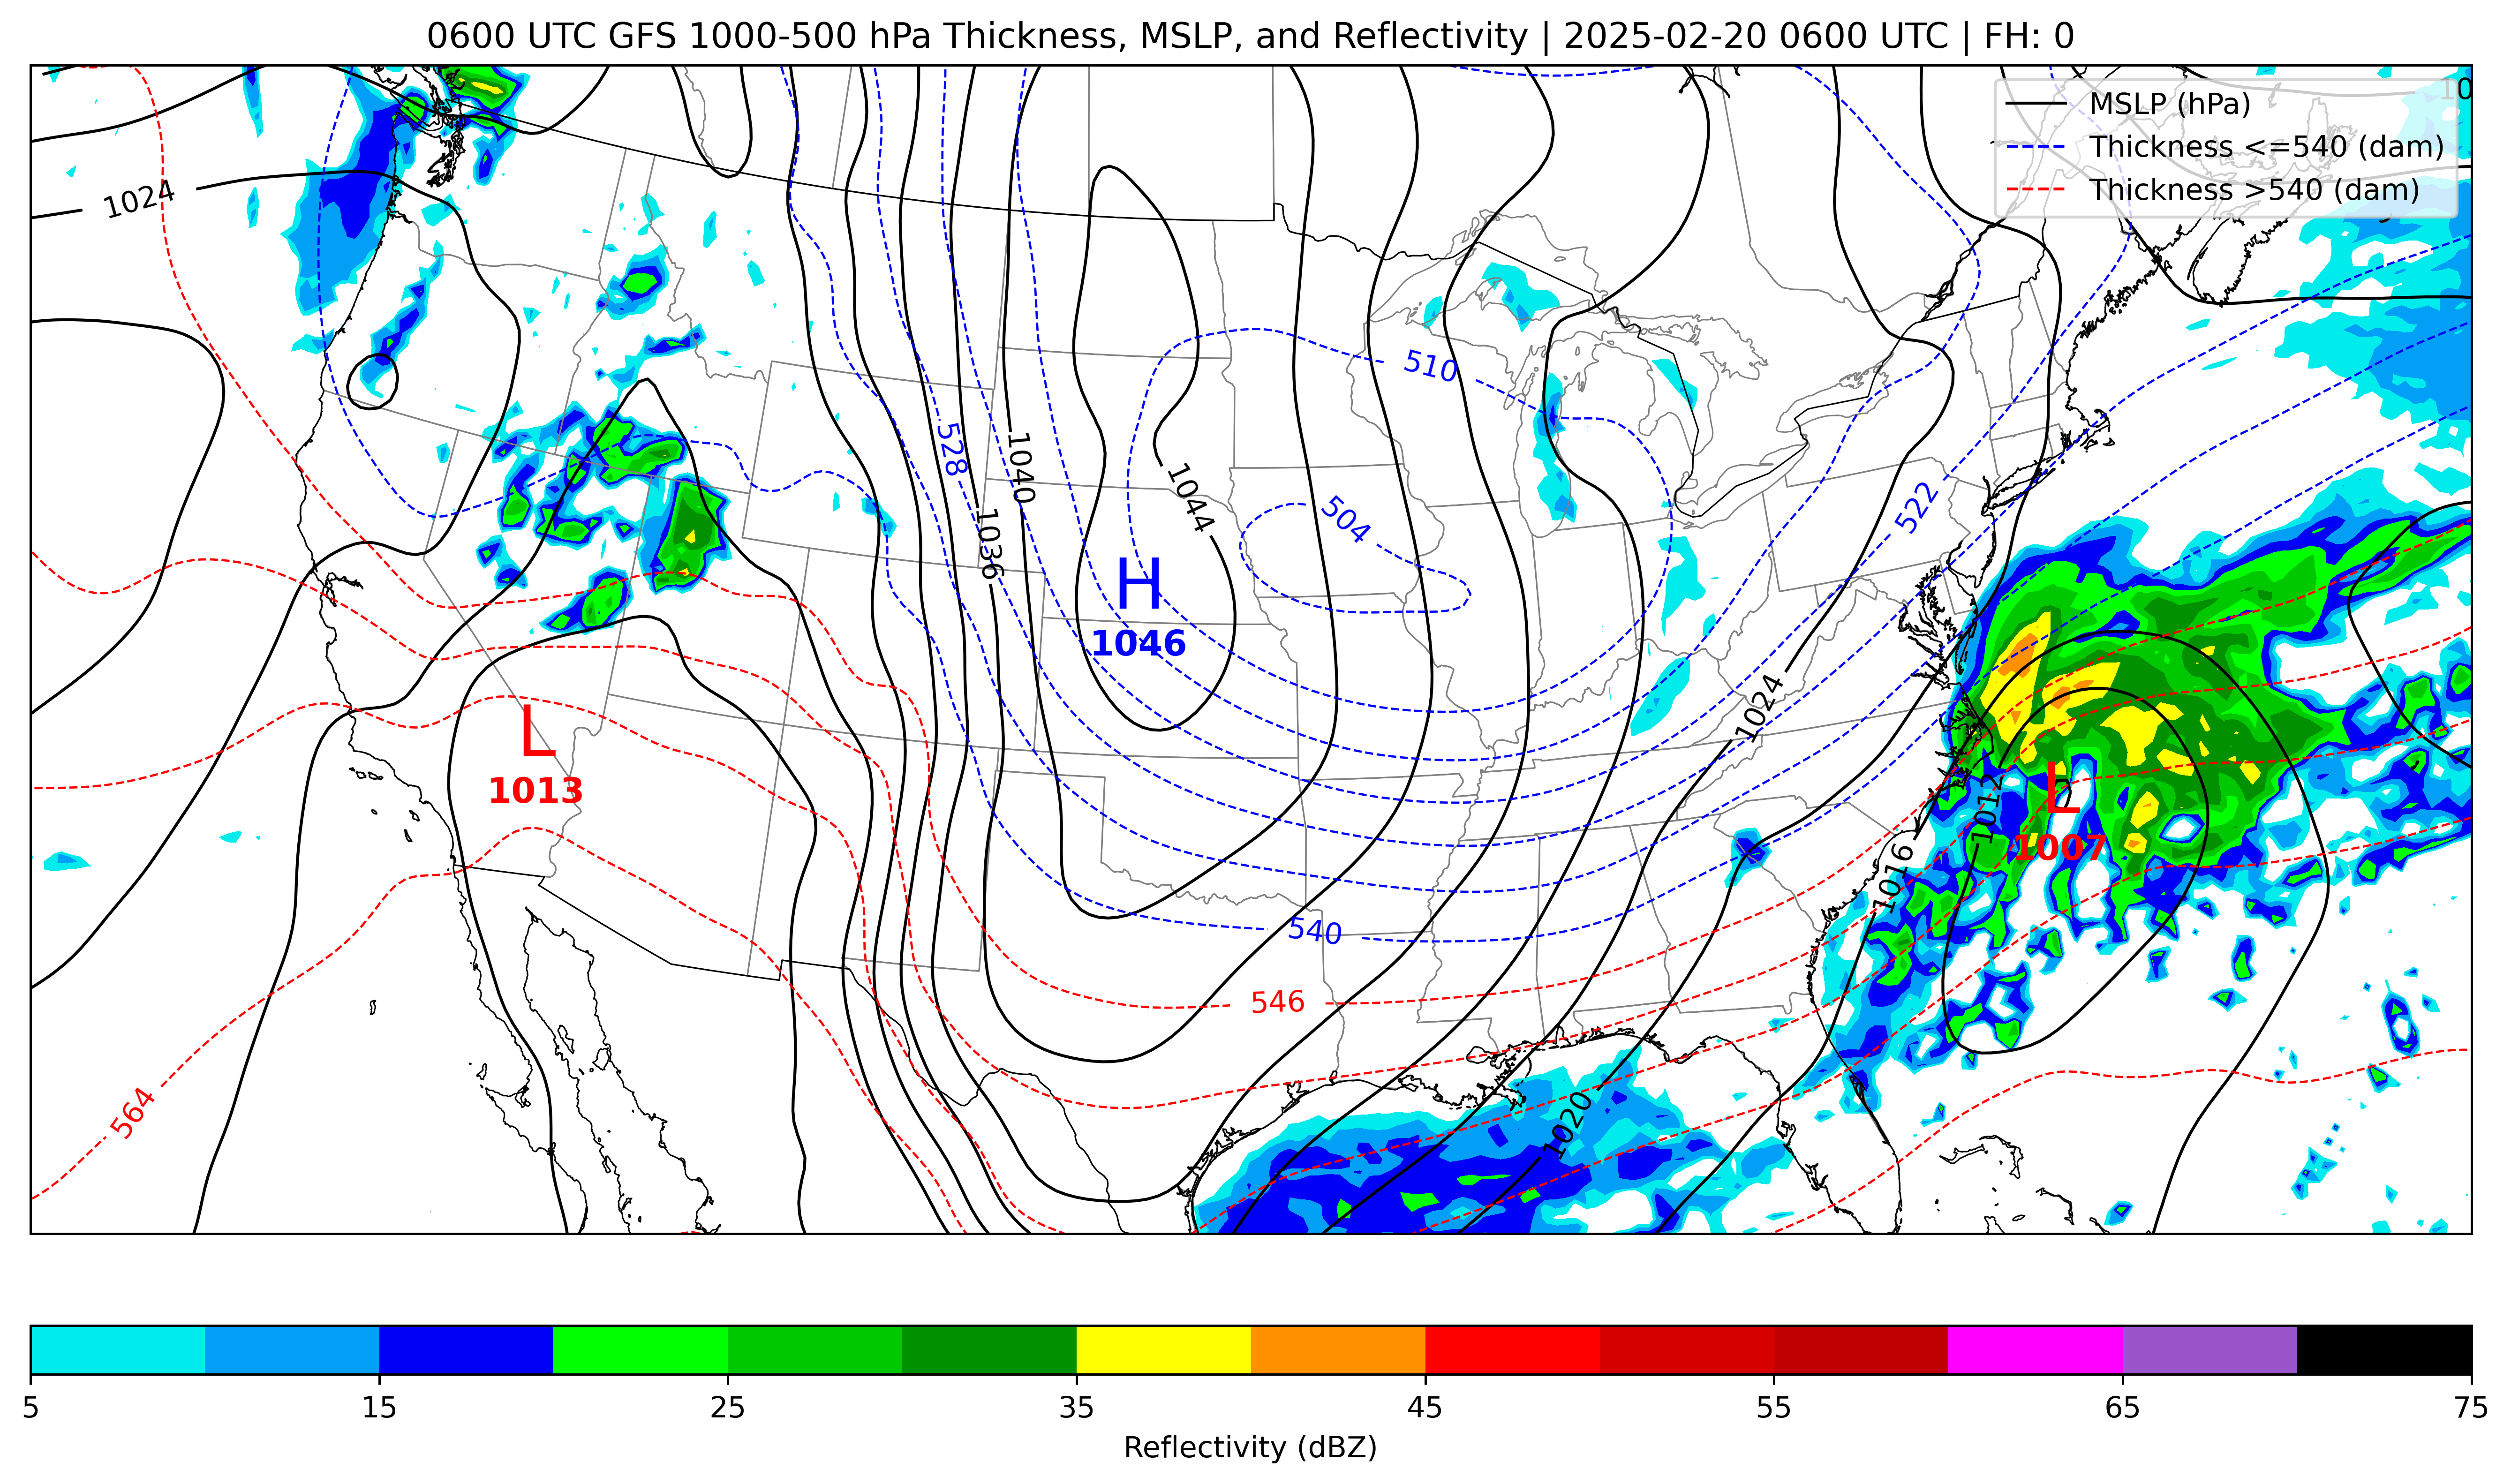 0600 UTC GFS 1000-500 hPa Thickness, MSLP, and Reflectivity | 2025-02-20 0600 UTC | FH: 0
MSLP (hPa)
Thickness <=540 (dam)
Thickness >540 (dam)
10
1024
510
528
1040
1044
504
522
1036
H
1046
1024
L
1013
L
1007
1012
1016
540
546
564
1020
5 15 25 35 45 55 65 75
Reflectivity (dBZ)